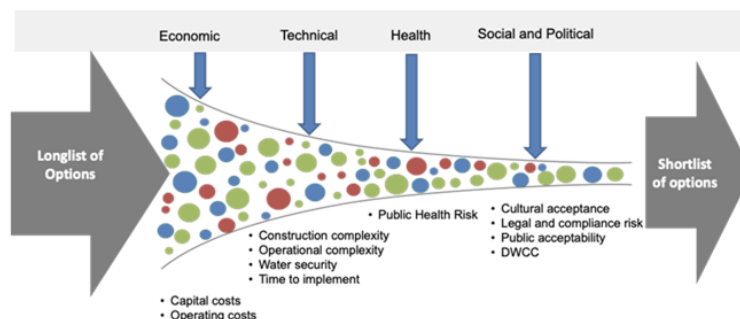 Economic
Technical
Health
Social and Political
Longlist of
Options
Shortlist
of options
• Public Health Risk
• Cultural acceptance
• Legal and compliance risk
• Public acceptability
• DWCC
• Construction complexity
• Operational complexity
• Water security
• Time to implement
• Capital costs
• Operating costs